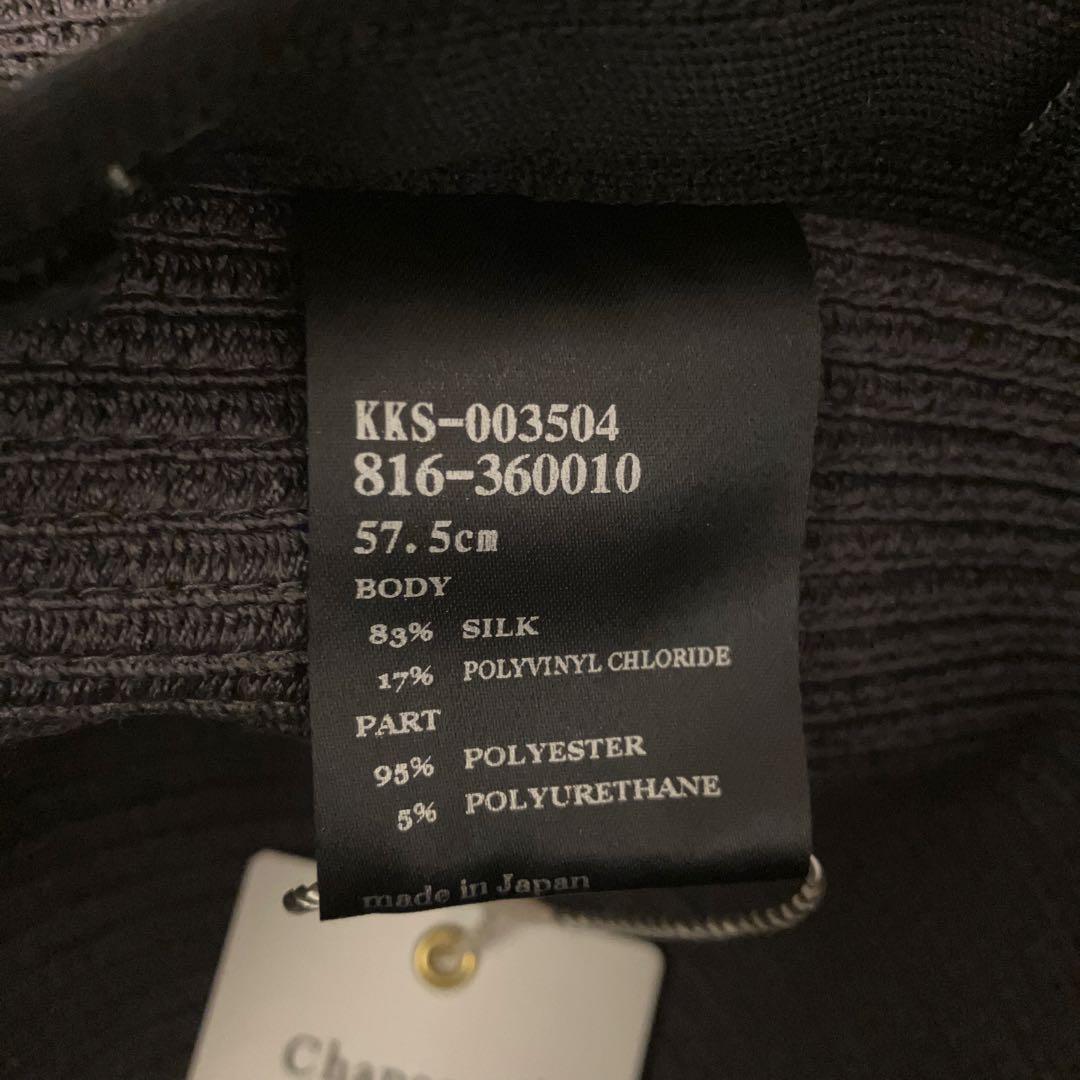 KKS-003504
816-360010
57.5cm
BODY
83% SILK
17% POLYVINYL CHLORIDE
PART
95% POLYESTER
5% POLYURETHANE
made in Japan